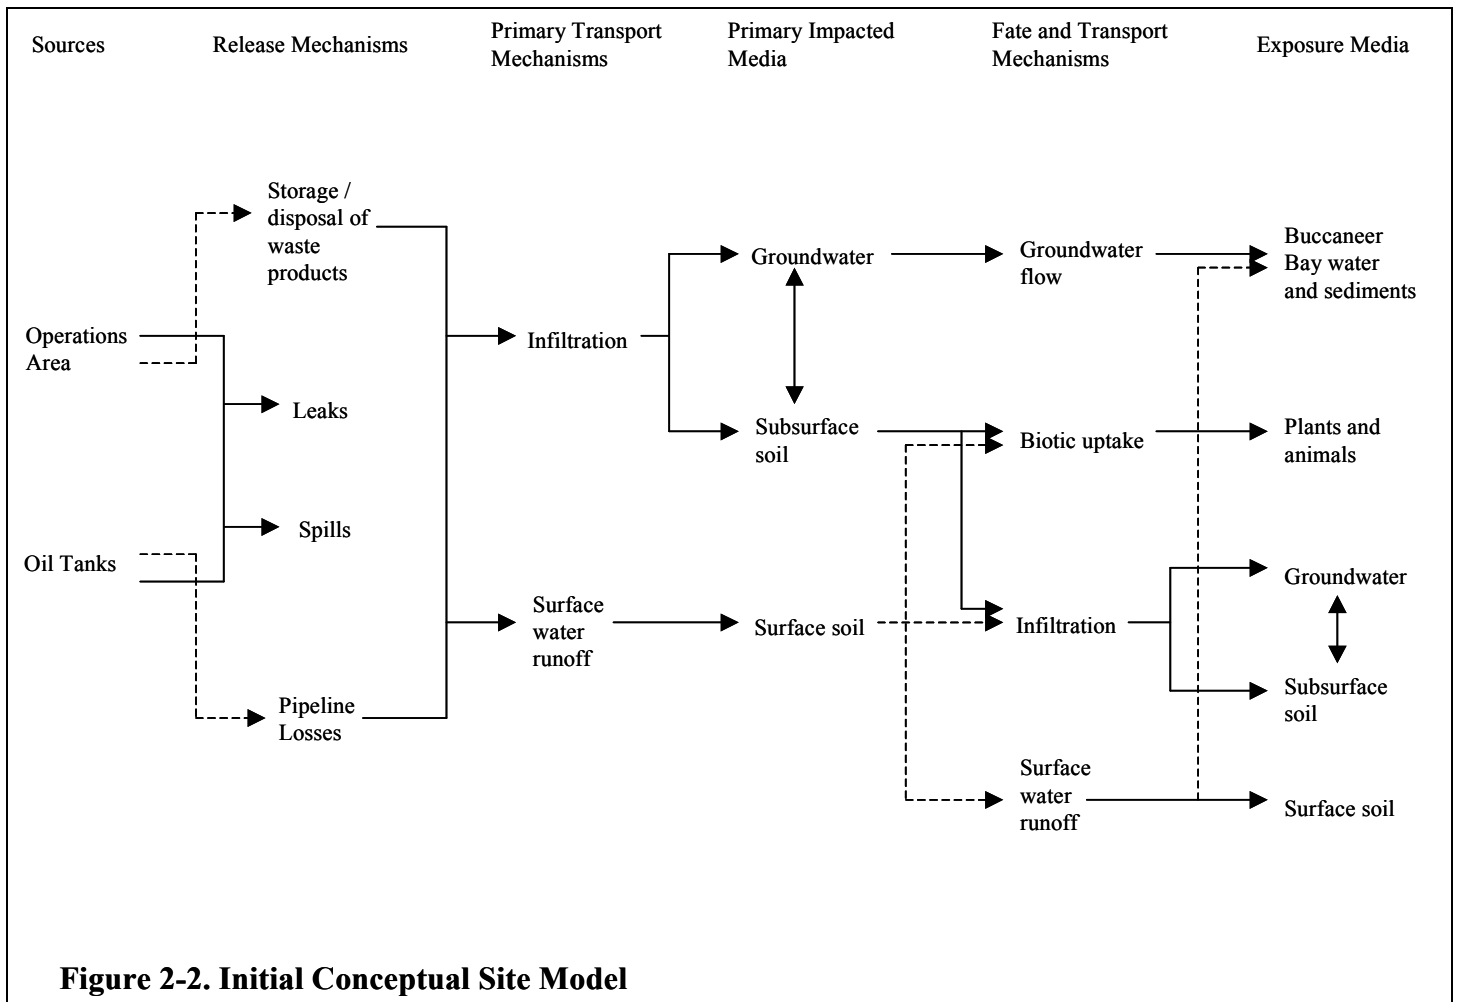 Sources
Release Mechanisms
Primary Transport
Mechanisms
Primary Impacted
Media
Fate and Transport
Mechanisms
Exposure Media
Storage /
disposal of
waste
products
Operations
Area
Leaks
Spills
Oil Tanks
Pipeline
Losses
Infiltration
Surface
water
runoff
Groundwater
Subsurface
soil
Surface soil
Groundwater
flow
Biotic uptake
Infiltration
Surface
water
runoff
Buccaneer
Bay water
and sediments
Plants and
animals
Groundwater
Subsurface
soil
Surface soil
Figure 2-2. Initial Conceptual Site Model